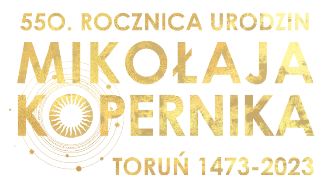 550. ROCZNICA URODZIN
MIKOŁAJA
KOPERNIKA
TORUŃ 1473-2023